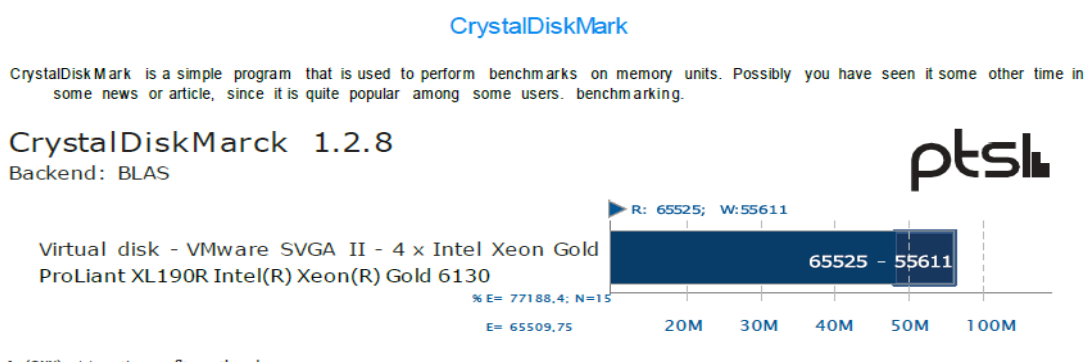 CrystalDiskMark
CrystalDiskMark is a simple program that is used to perform benchmarks on memory units. Possibly you have seen it some other time in
some news or article, since it is quite popular among some users. benchmarking.
CrystalDiskMarck 1.2.8
Backend: BLAS
ptsl
R: 65525; W:55611
Virtual disk - VMware SVGA II - 4 x Intel Xeon Gold
65525 - 55611
ProLiant XL190R Intel(R) Xeon(R) Gold 6130
% E= 77188,4; N=15
E= 65509,75
20M 30M 40M 50M 100M